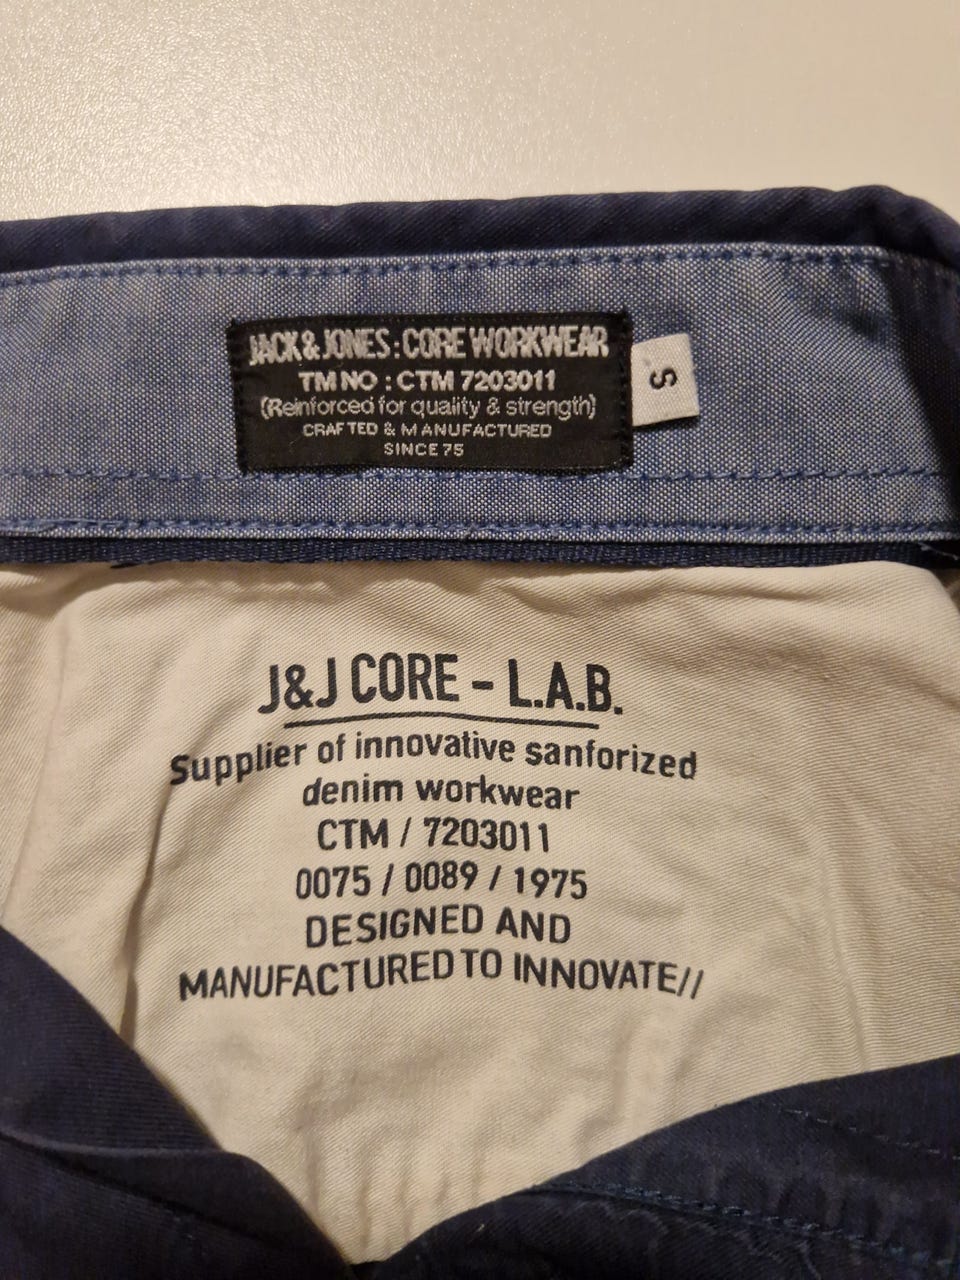 JACK & JONES : CORE WORKWEAR
TM NO : CTM 7203011
(Reinforced for quality & strength)
CRAFTED & MANUFACTURED
SINCE 75
S
J&J CORE - L.A.B.
Supplier of innovative sanforized
denim workwear
CTM / 7203011
0075 / 0089 / 1975
DESIGNED AND
MANUFACTURED TO INNOVATE//